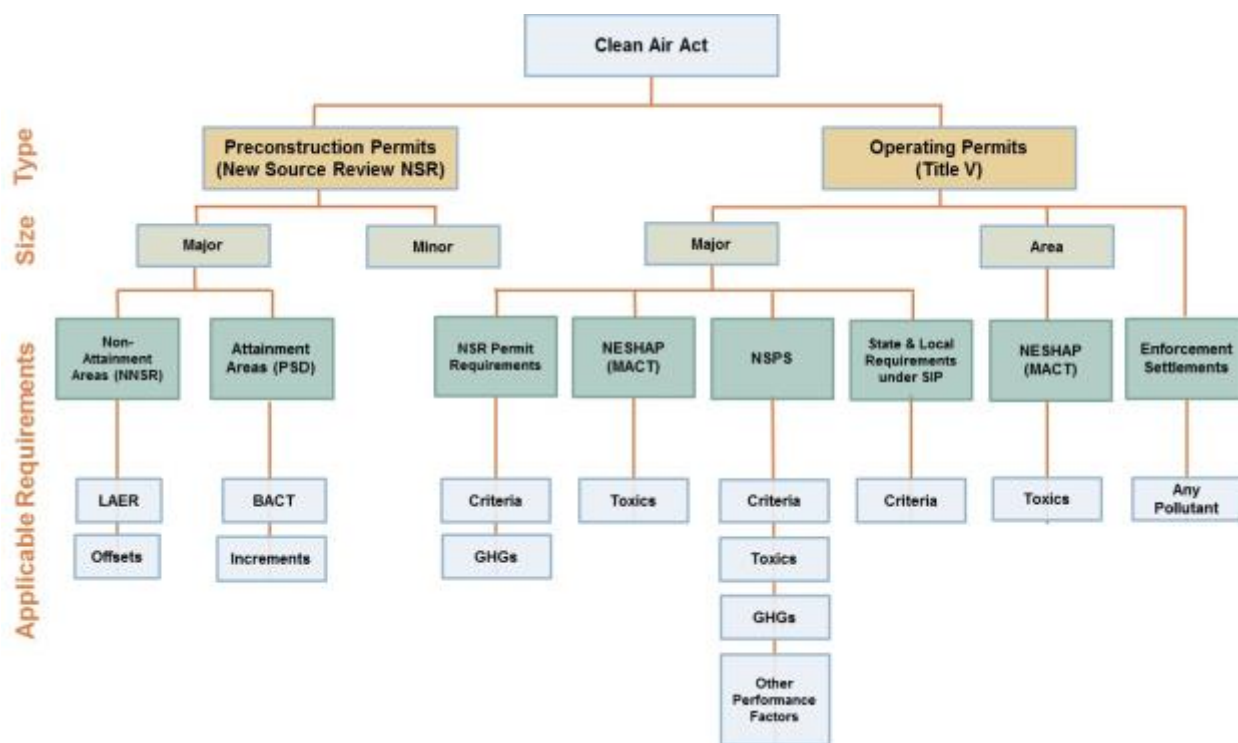 Clean Air Act
Type
Preconstruction Permits
(New Source Review NSR)
Operating Permits
(Title V)
Size
Major
Minor
Major
Area
Applicable Requirements
Non-
Attainment
Areas (NNSR)
Attainment
Areas (PSD)
NSR Permit
Requirements
NESHAP
(MACT)
NSPS
State & Local
Requirements
under SIP
NESHAP
(MACT)
Enforcement
Settlements
LAER
BACT
Criteria
Toxics
Criteria
Criteria
Toxics
Any
Pollutant
Offsets
Increments
GHGs
Toxics
GHGs
Other
Performance
Factors